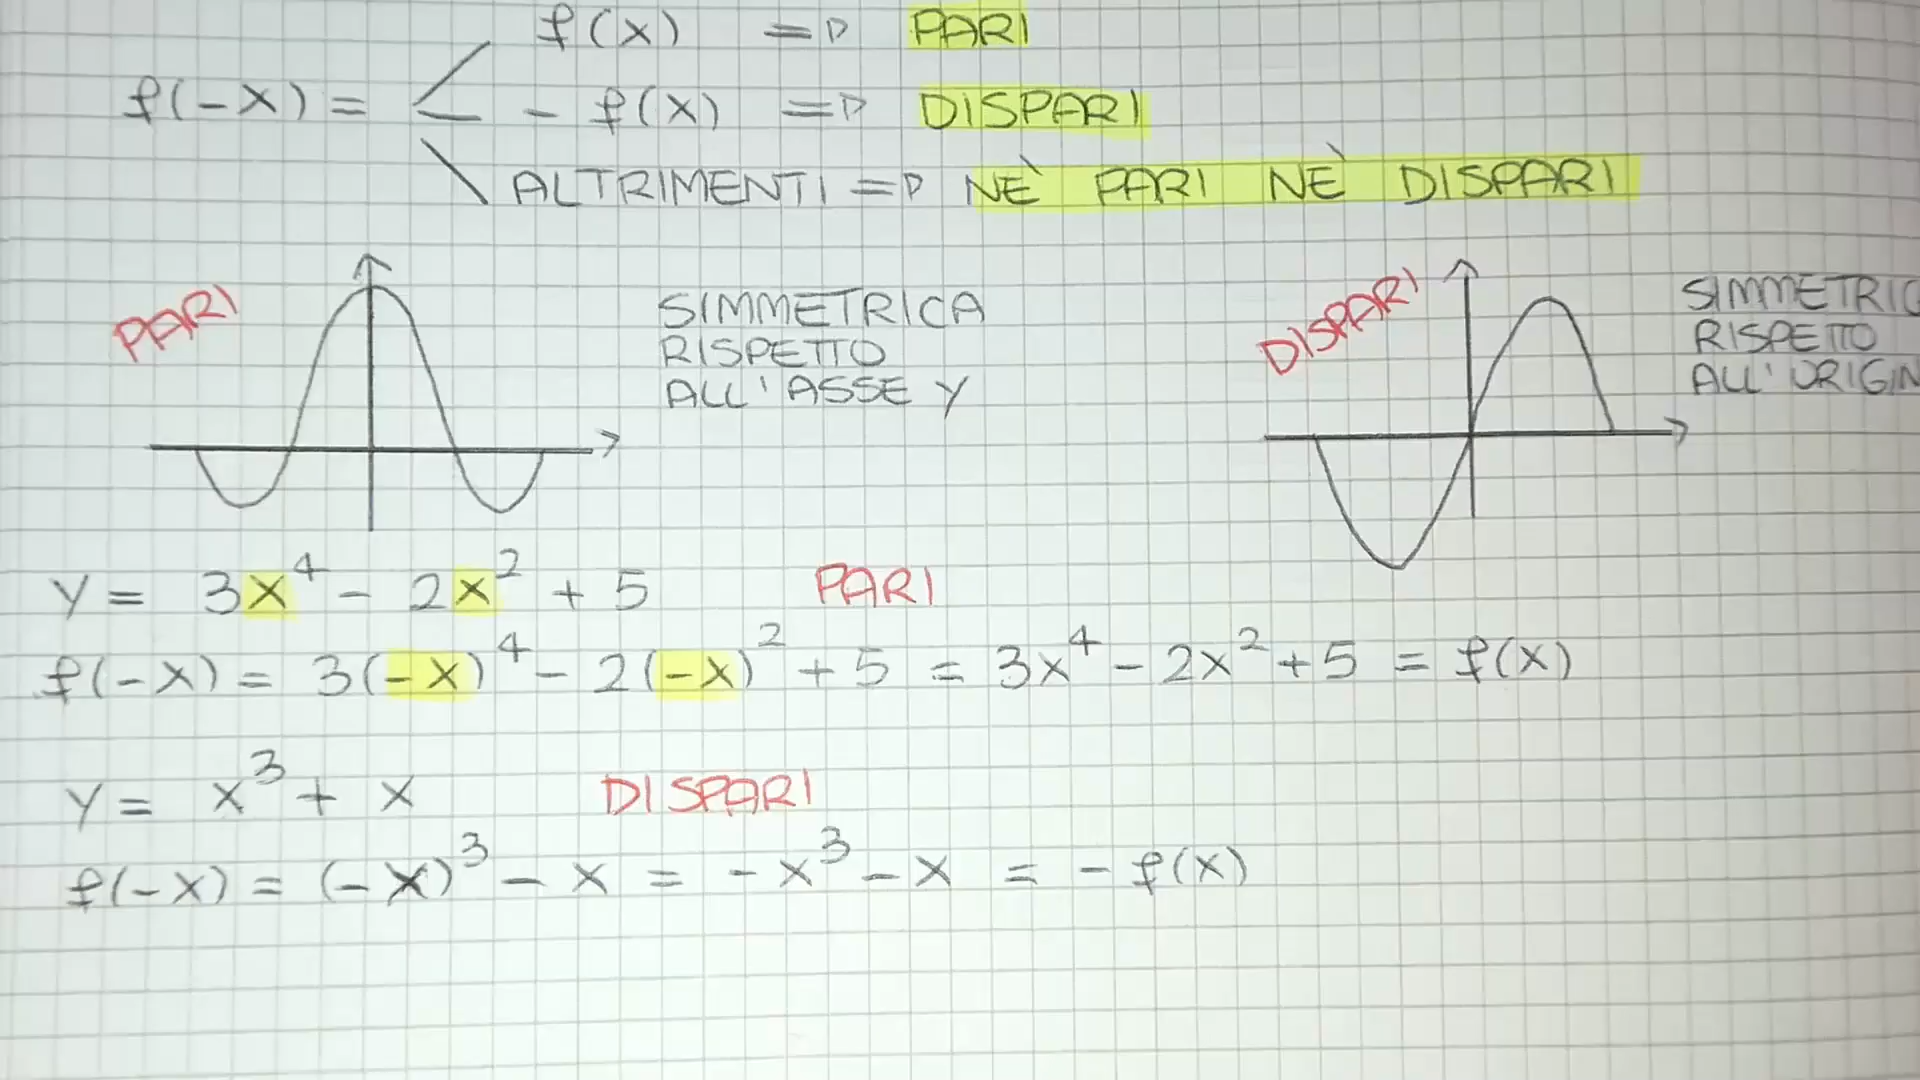 f(x) => PARI
f(-x) = - f(x) => DISPARI
ALTRIMENTI => NÈ PARI NÈ DISPARI
PARI
SIMMETRICA
RISPETTO
ALL'ASSE Y
DISPARI
SIMMETRIC
RISPETTO
ALL'ORIGIN
y = 3x⁴ - 2x² + 5 PARI
f(-x) = 3(-x)⁴ - 2(-x)² + 5 = 3x⁴ - 2x² + 5 = f(x)
y = x³ + x DISPARI
f(-x) = (-x)³ - x = -x³ - x = - f(x)